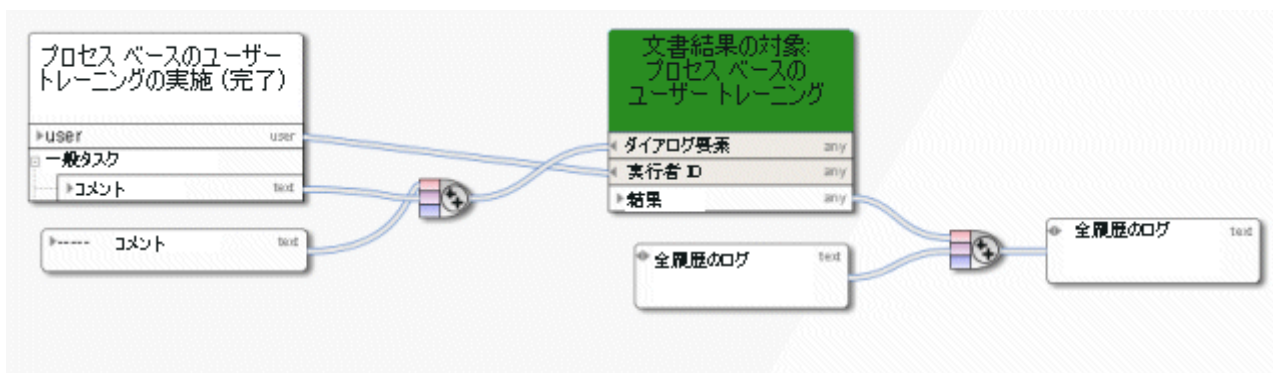 プロセス ベースのユーザー
トレーニングの実施 (完了)
user user
一般タスク
コメント text
----- コメント text
文書結果の対象:
プロセス ベースの
ユーザー トレーニング
ダイアログ要素 any
実行者 ID any
結果 any
全履歴のログ text
全履歴のログ text